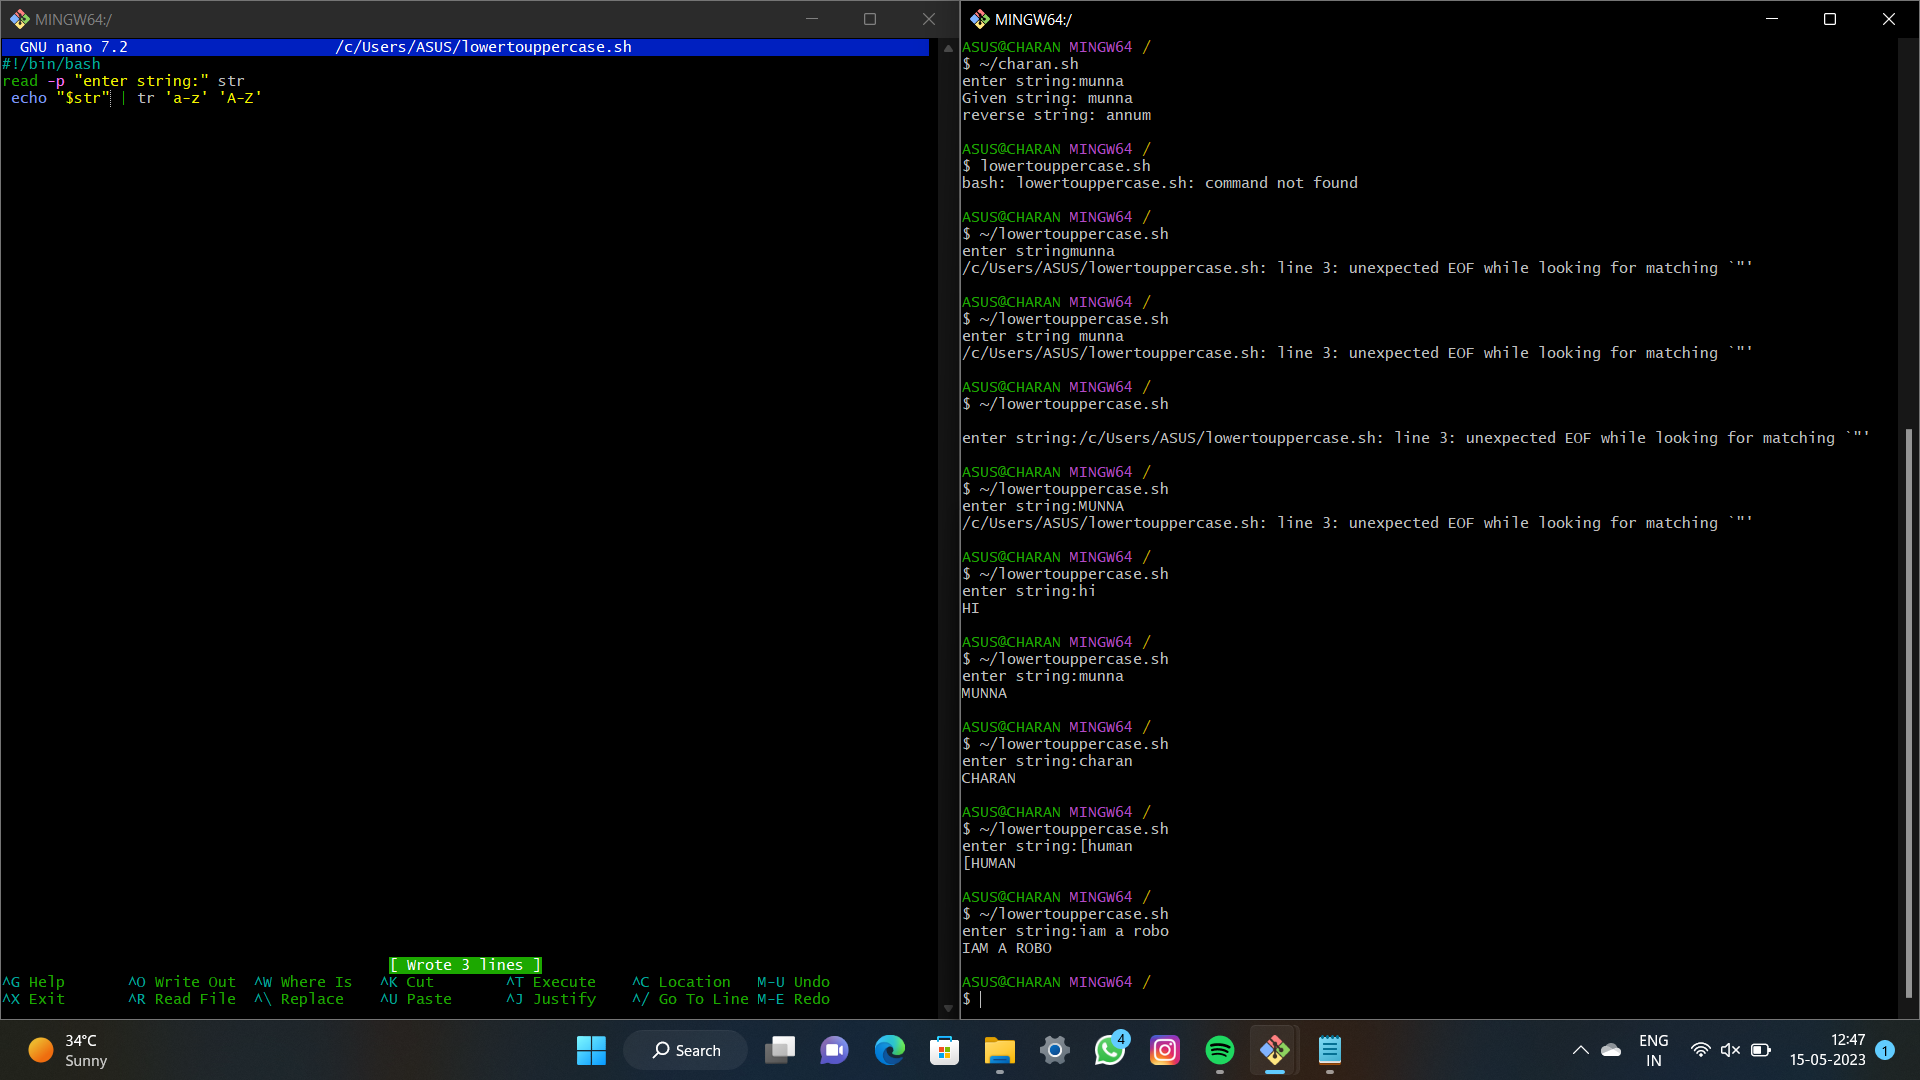 MINGW64:/
GNU nano 7.2 /c/Users/ASUS/lowertouppercase.sh
#!/bin/bash
read -p "enter string:" str
 echo "$str" | tr 'a-z' 'A-Z'
[ Wrote 3 lines ]
^G Help ^O Write Out ^W Where Is ^K Cut ^T Execute ^C Location M-U Undo
^X Exit ^R Read File ^\ Replace ^U Paste ^J Justify ^/ Go To Line M-E Redo
MINGW64:/
ASUS@CHARAN MINGW64 /
$ ~/charan.sh
enter string:munna
Given string: munna
reverse string: annum
ASUS@CHARAN MINGW64 /
$ lowertouppercase.sh
bash: lowertouppercase.sh: command not found
ASUS@CHARAN MINGW64 /
$ ~/lowertouppercase.sh
enter stringmunna
/c/Users/ASUS/lowertouppercase.sh: line 3: unexpected EOF while looking for matching `"'
ASUS@CHARAN MINGW64 /
$ ~/lowertouppercase.sh
enter string munna
/c/Users/ASUS/lowertouppercase.sh: line 3: unexpected EOF while looking for matching `"'
ASUS@CHARAN MINGW64 /
$ ~/lowertouppercase.sh
enter string:/c/Users/ASUS/lowertouppercase.sh: line 3: unexpected EOF while looking for matching `"'
ASUS@CHARAN MINGW64 /
$ ~/lowertouppercase.sh
enter string:MUNNA
/c/Users/ASUS/lowertouppercase.sh: line 3: unexpected EOF while looking for matching `"'
ASUS@CHARAN MINGW64 /
$ ~/lowertouppercase.sh
enter string:hi
HI
ASUS@CHARAN MINGW64 /
$ ~/lowertouppercase.sh
enter string:munna
MUNNA
ASUS@CHARAN MINGW64 /
$ ~/lowertouppercase.sh
enter string:charan
CHARAN
ASUS@CHARAN MINGW64 /
$ ~/lowertouppercase.sh
enter string:[human
[HUMAN
ASUS@CHARAN MINGW64 /
$ ~/lowertouppercase.sh
enter string:iam a robo
IAM A ROBO
ASUS@CHARAN MINGW64 /
$
34°C
Sunny
Search
4
ENG
IN
12:47
15-05-2023
1